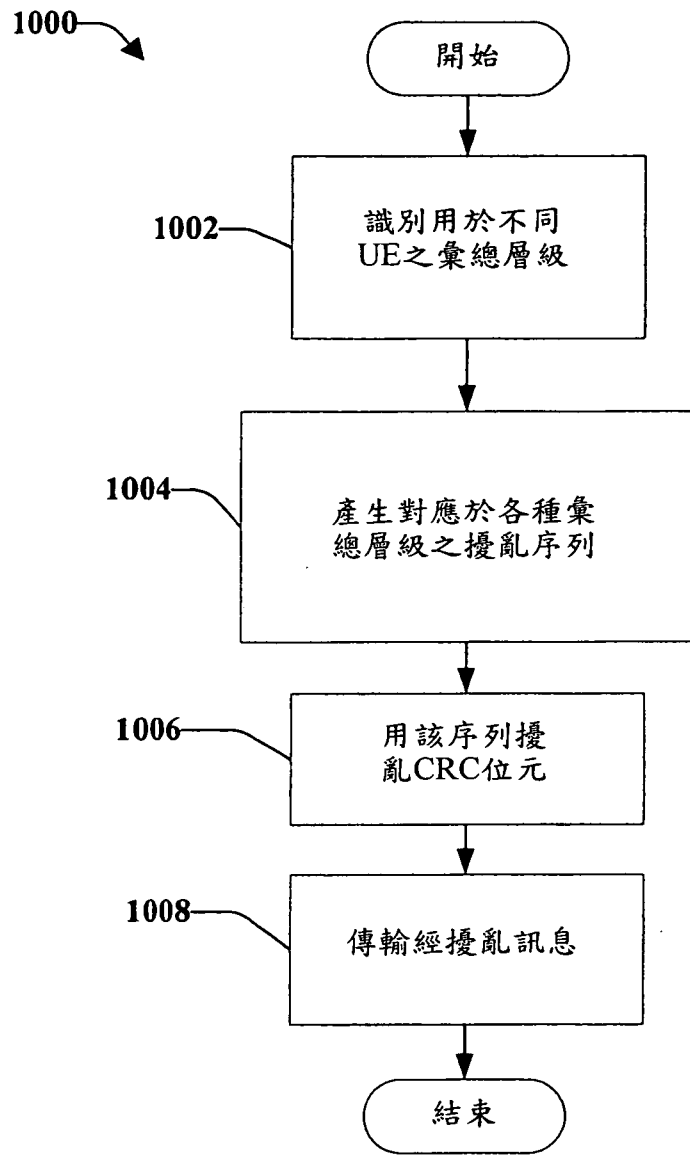 1000
開始
1002
識別用於不同
UE之彙總層級
1004
產生對應於各種彙
總層級之擾亂序列
1006
用該序列擾
亂CRC位元
1008
傳輸經擾亂訊息
結束